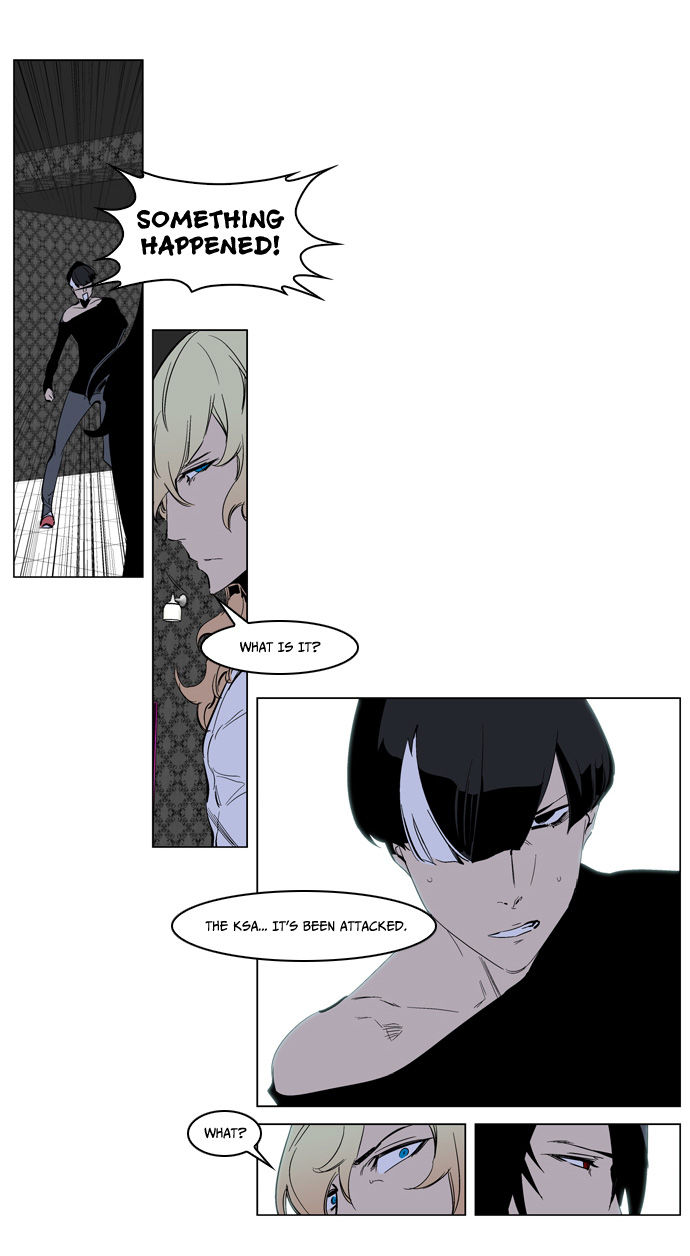 SOMETHING
HAPPENED!
WHAT IS IT?
THE KSA... IT'S BEEN ATTACKED.
WHAT?